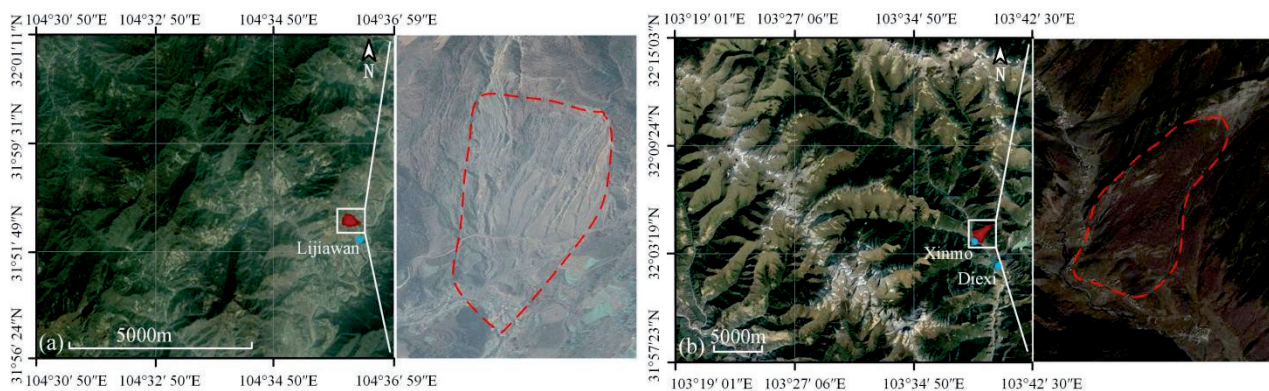 104°30′ 50″E 104°32′ 50″E 104°34′ 50″E 104°36′ 59″E
32°01′11″N
31°59′31″N
31°51′49″N
31°56′24″N
N
Lijiawan
(a)
5000m
104°30′ 50″E 104°32′ 50″E 104°34′ 50″E 104°36′ 59″E
103°19′ 01″E 103°27′ 06″E 103°34′ 50″E 103°42′ 30″E
32°15′03″N
32°09′24″N
32°03′19″N
31°57′23″N
N
Xinmo
Diexi
5000m
(b)
103°19′ 01″E 103°27′ 06″E 103°34′ 50″E 103°42′ 30″E